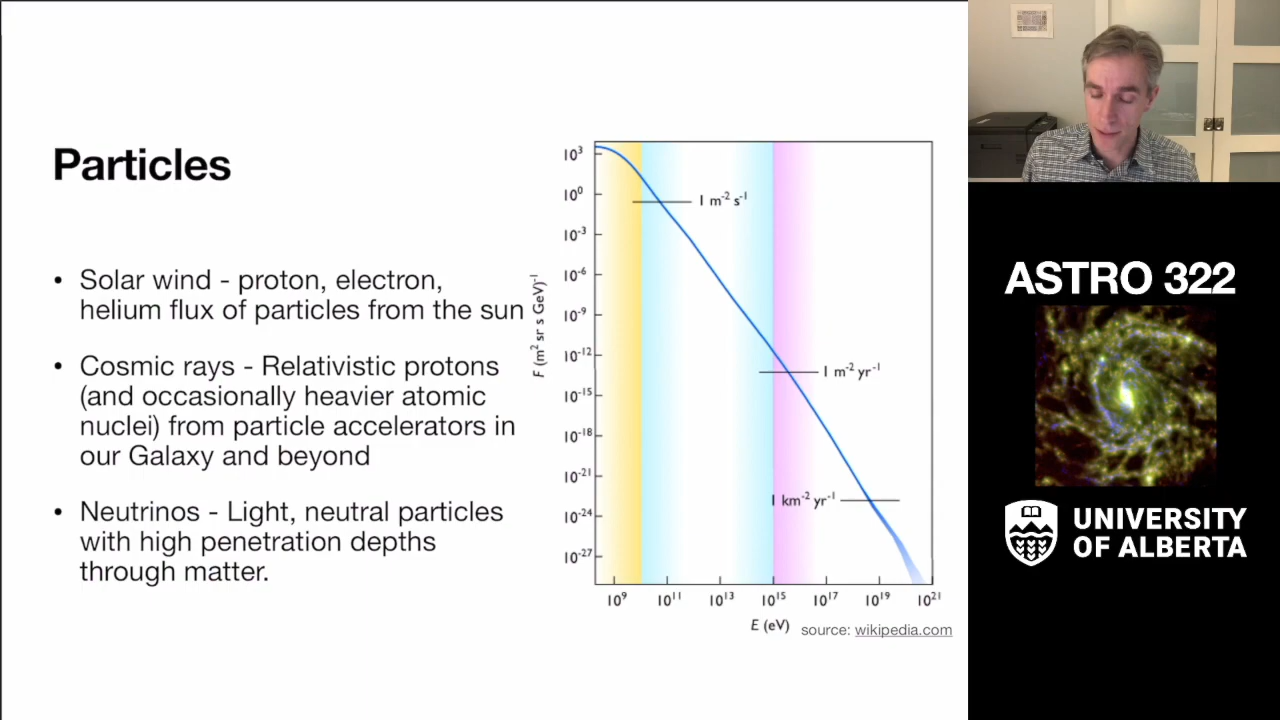 Particles
• Solar wind - proton, electron,
helium flux of particles from the sun
• Cosmic rays - Relativistic protons
(and occasionally heavier atomic
nuclei) from particle accelerators in
our Galaxy and beyond
• Neutrinos - Light, neutral particles
with high penetration depths
through matter.
F (m² sr s GeV)⁻¹
10³
10⁰
10⁻³
10⁻⁶
10⁻⁹
10⁻¹²
10⁻¹⁵
10⁻¹⁸
10⁻²¹
10⁻²⁴
10⁻²⁷
1 m⁻² s⁻¹
1 m⁻² yr⁻¹
1 km⁻² yr⁻¹
10⁹ 10¹¹ 10¹³ 10¹⁵ 10¹⁷ 10¹⁹ 10²¹
E (eV)
source: wikipedia.com
ASTRO 322
UNIVERSITY
OF ALBERTA